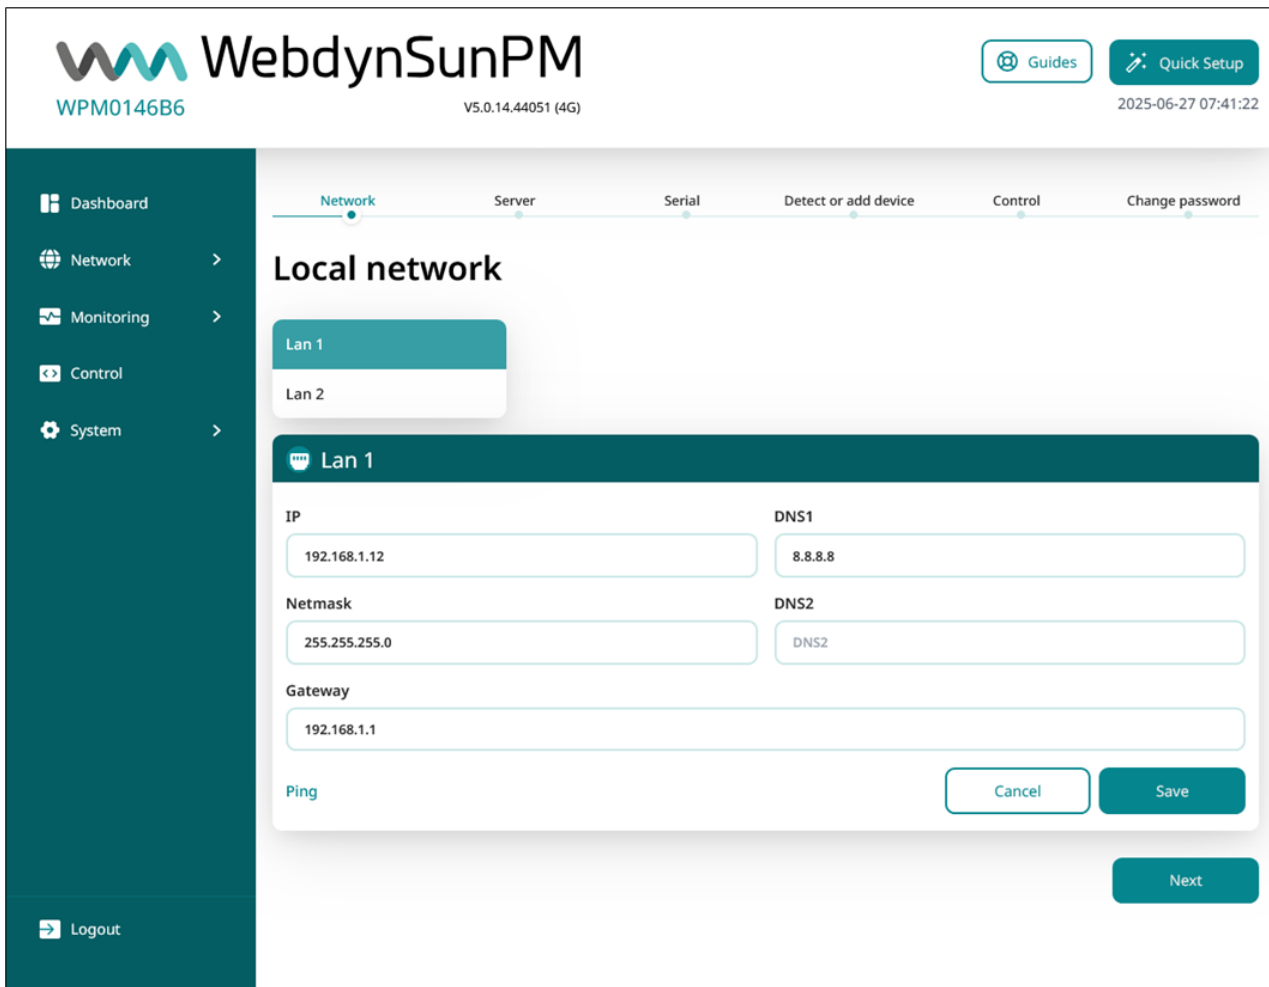 WebdynSunPM
WPM0146B6
V5.0.14.44051 (4G)
Guides
Quick Setup
2025-06-27 07:41:22
Dashboard
Network
Monitoring
Control
System
Logout
Network
Server
Serial
Detect or add device
Control
Change password
Local network
Lan 1
Lan 2
Lan 1
IP
192.168.1.12
DNS1
8.8.8.8
Netmask
255.255.255.0
DNS2
DNS2
Gateway
192.168.1.1
Ping
Cancel
Save
Next